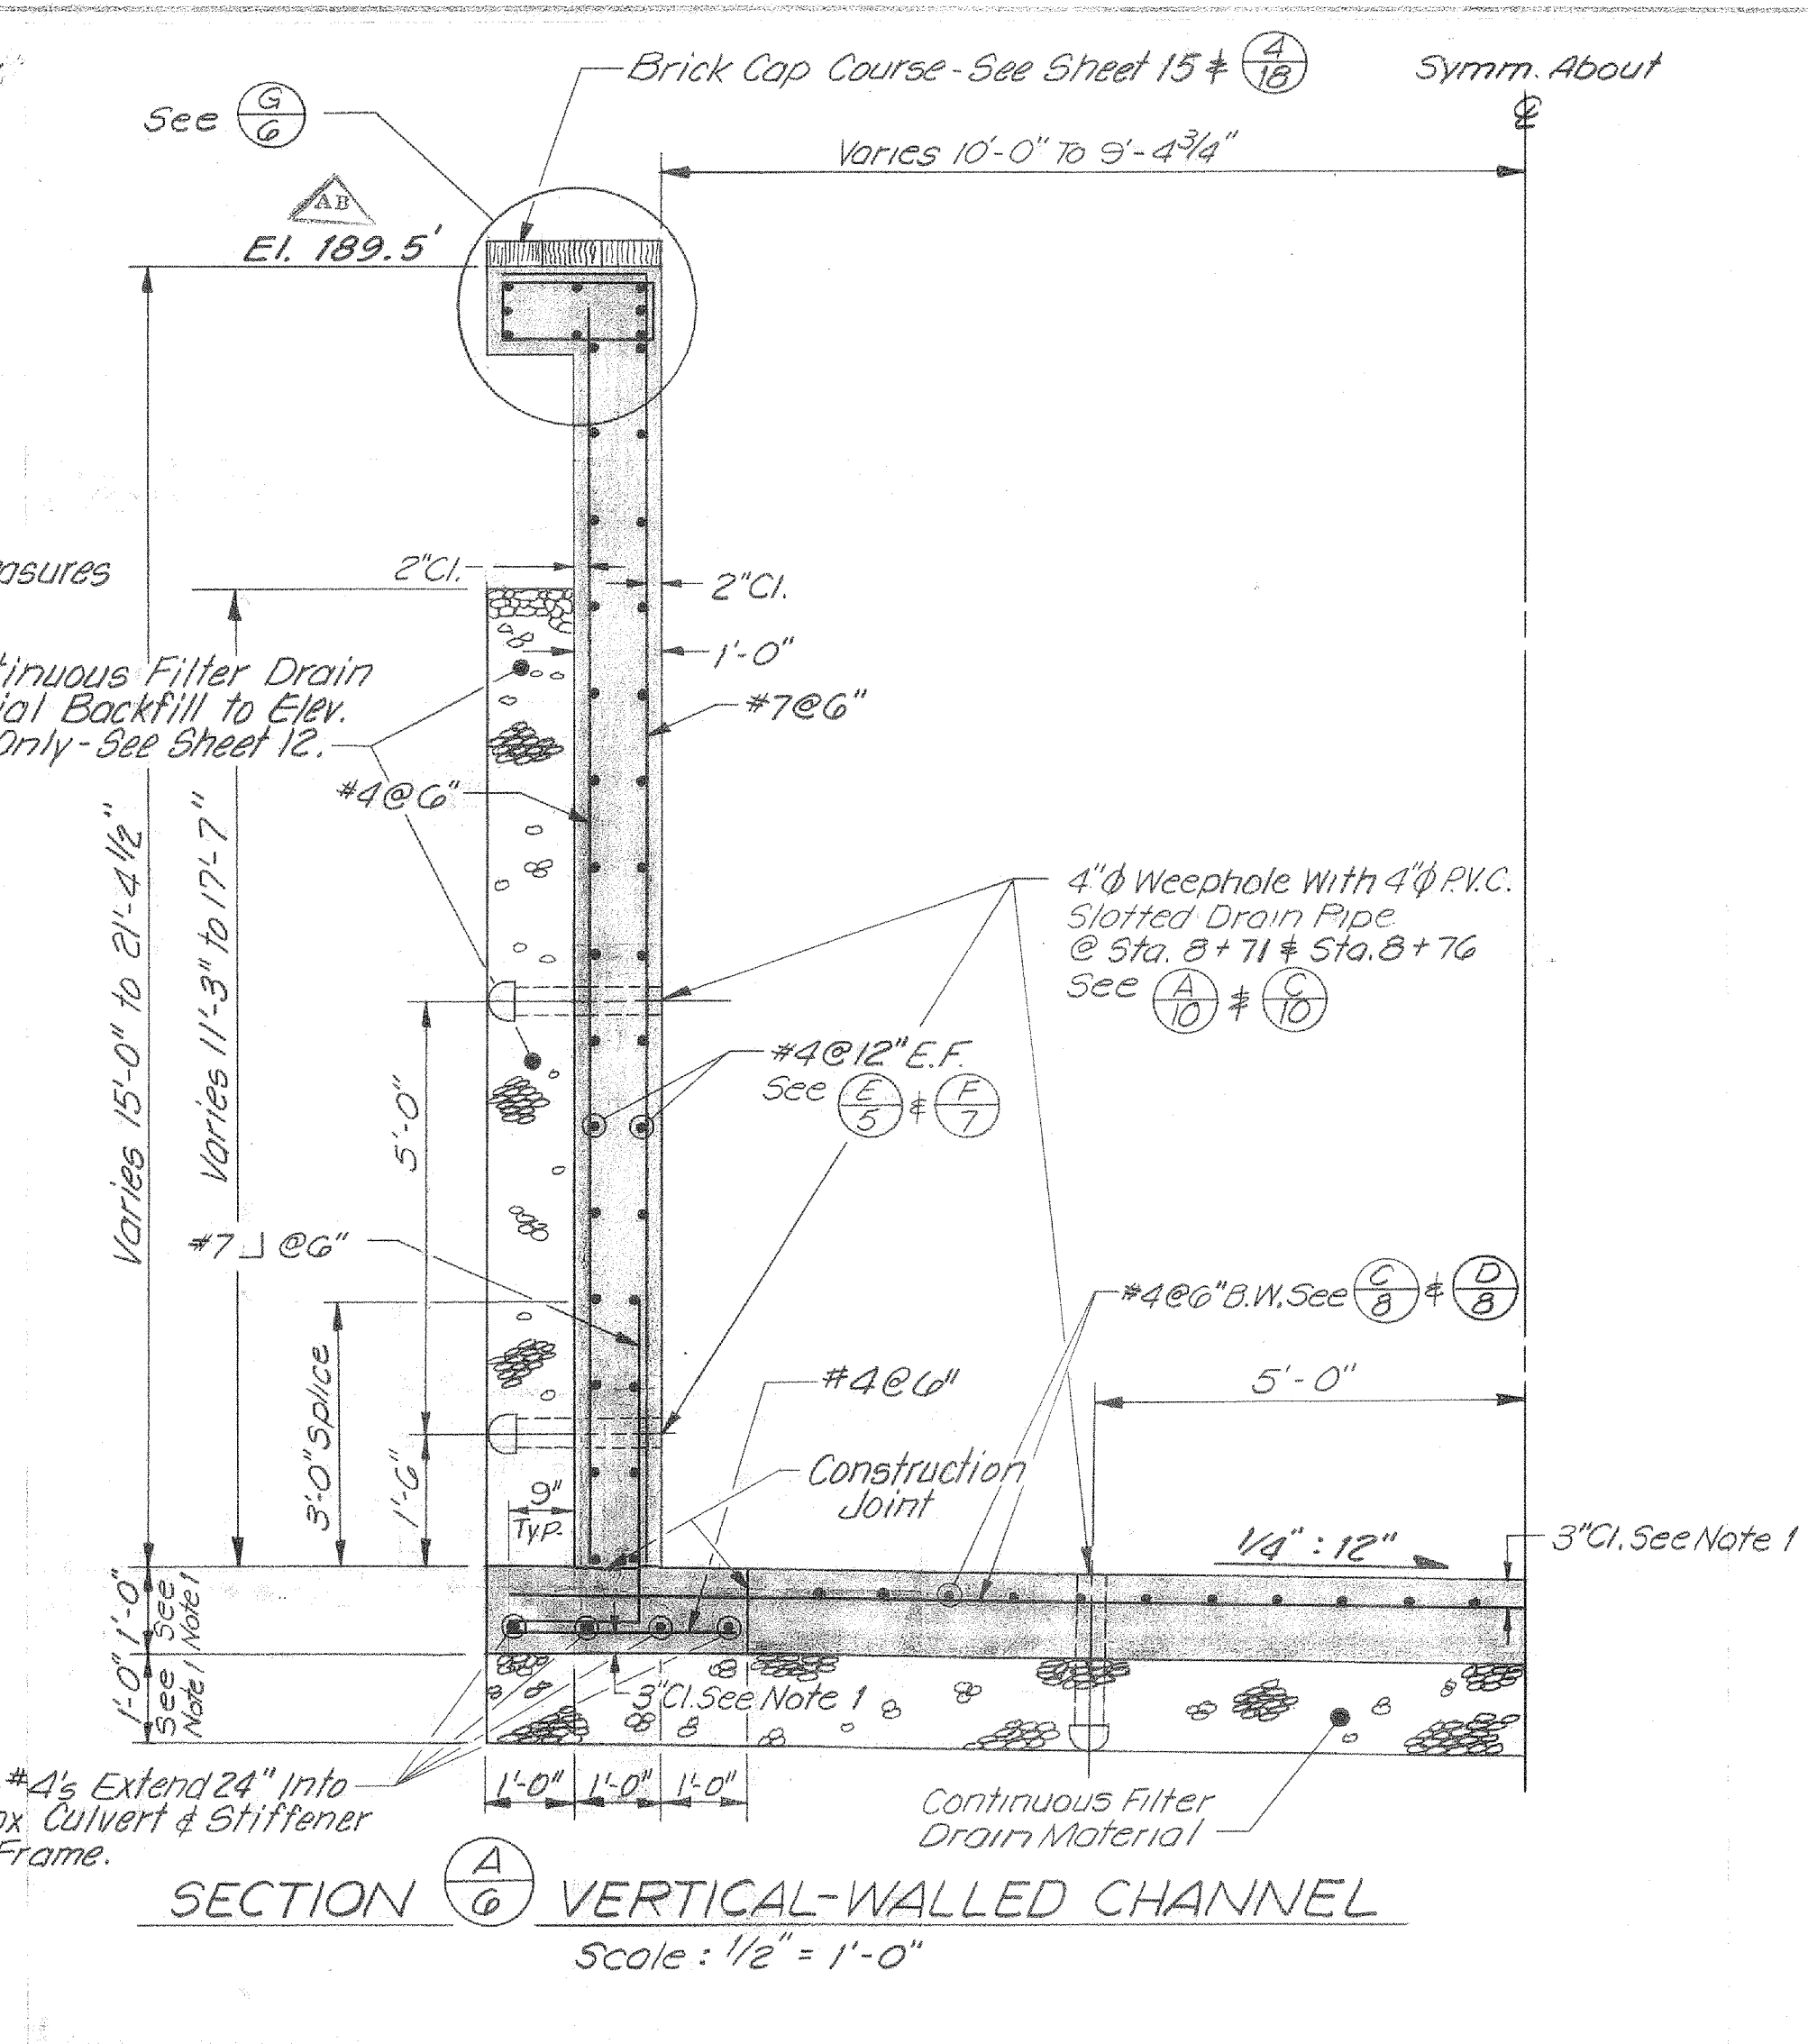 Brick Cap Course - See Sheet 15 & A/18
Symm. About
℄
See G/6
Varies 10'-0" To 9'-4 3/4"
AB
El. 189.5'
2"Cl.
2"Cl.
1'-0"
#7@6"
Filter Drain
Backfill to Elev.
Only - See Sheet 12.
#4@6"
Varies 15'-0" to 21'-4 1/2"
Varies 11'-3" to 17'-7"
4"ϕ Weephole With 4"ϕ P.V.C.
Slotted Drain Pipe
@ Sta. 8+71 & Sta. 8+76
See A/10 & C/10
5'-0"
#4@12" E.F.
See E/5 & F/7
#7 @6"
#4@6" B.W. See C/8 & D/8
3'-0" Splice
1'-6"
#4@6"
5'-0"
Construction
Joint
9"
Typ.
1/4" : 12"
3"Cl. See Note 1
1'-0"
See
Note 1
1'-0"
See
Note 1
3"Cl. See Note 1
#4's Extend 24" Into
Culvert & Stiffener
Frame.
1'-0" 1'-0" 1'-0"
Continuous Filter
Drain Material
SECTION A/6 VERTICAL-WALLED CHANNEL
Scale: 1/2" = 1'-0"